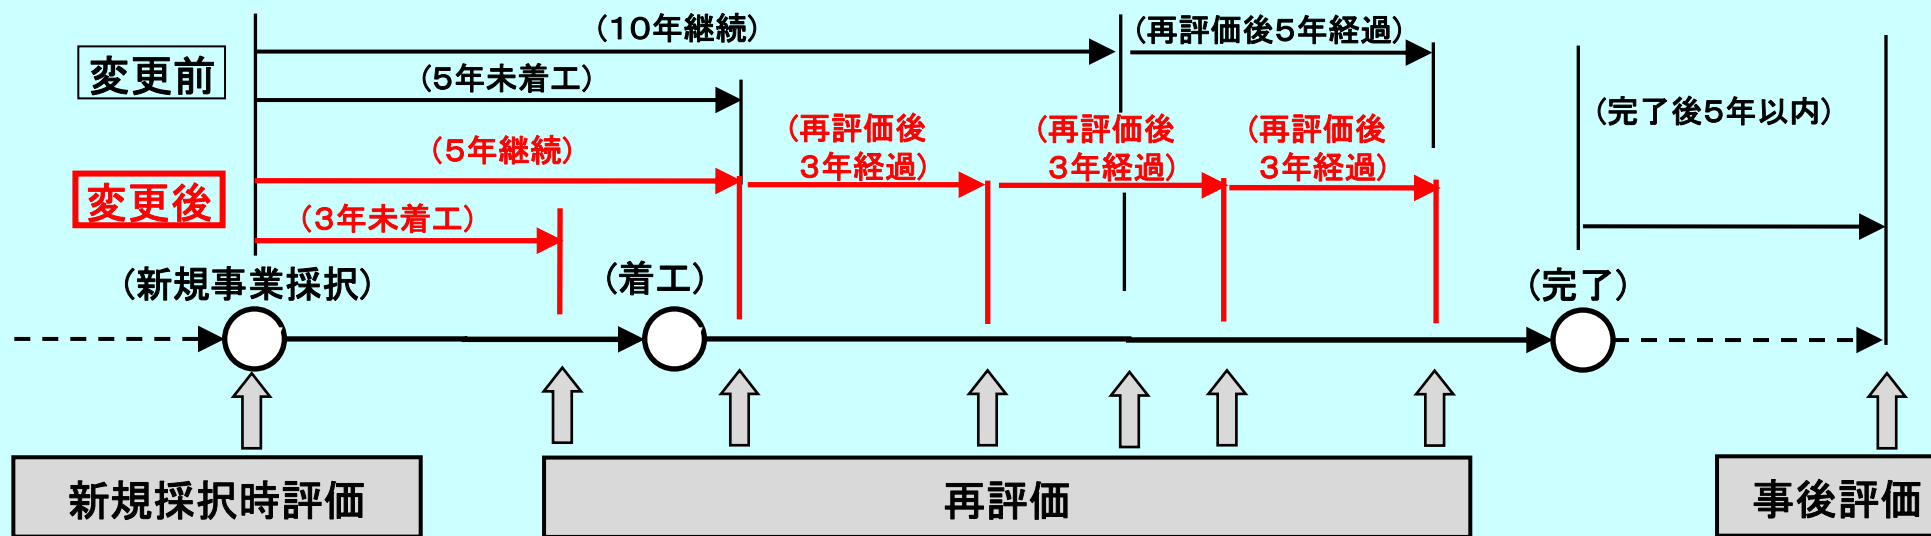 (10年継続)
(再評価後5年経過)
変更前
(5年未着工)
(完了後5年以内)
(再評価後
3年経過)
(再評価後
3年経過)
(再評価後
3年経過)
(5年継続)
変更後
(3年未着工)
(新規事業採択)
(着工)
(完了)
新規採択時評価
再評価
事後評価